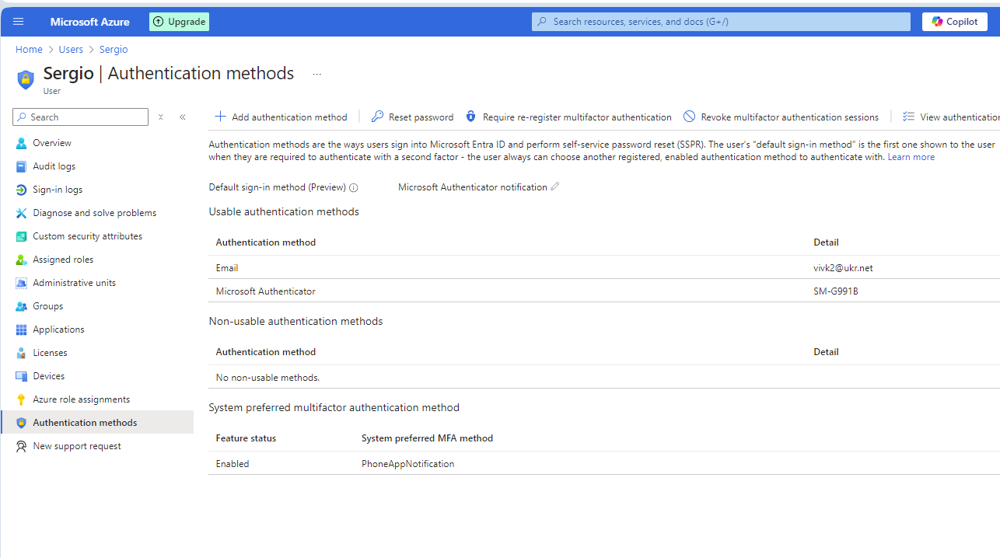 Microsoft Azure
Upgrade
Search resources, services, and docs (G+/)
Copilot
Home > Users > Sergio
Sergio | Authentication methods ...
User
Search
Add authentication method
Reset password
Require re-register multifactor authentication
Revoke multifactor authentication sessions
View authentication
Overview
Audit logs
Sign-in logs
Diagnose and solve problems
Custom security attributes
Assigned roles
Administrative units
Groups
Applications
Licenses
Devices
Azure role assignments
Authentication methods
New support request
Authentication methods are the ways users sign into Microsoft Entra ID and perform self-service password reset (SSPR). The user's “default sign-in method” is the first one shown to the user
when they are required to authenticate with a second factor - the user always can choose another registered, enabled authentication method to authenticate with. Learn more
Default sign-in method (Preview) Microsoft Authenticator notification
Usable authentication methods
Authentication method Detail
Email vivk2@ukr.net
Microsoft Authenticator SM-G991B
Non-usable authentication methods
Authentication method Detail
No non-usable methods.
System preferred multifactor authentication method
Feature status System preferred MFA method
Enabled PhoneAppNotification